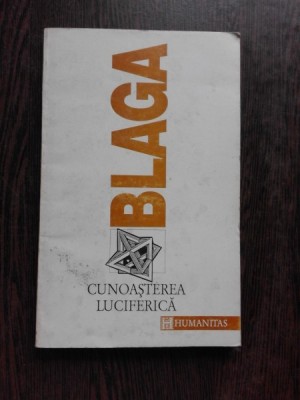 BLAGA
CUNOAȘTEREA
LUCIFERICĂ
HUMANITAS